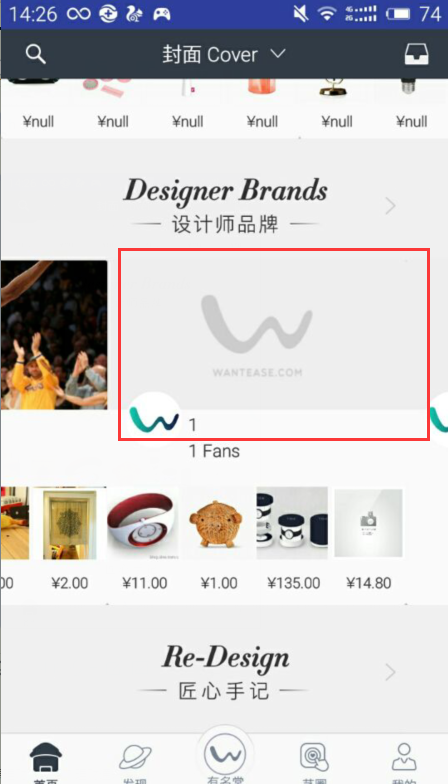 14:26 74
封面 Cover
¥null ¥null ¥null ¥null ¥null ¥null
Designer Brands
设计师品牌
WANTEASE.COM
1
1 Fans
00 ¥2.00 ¥11.00 ¥1.00 ¥135.00 ¥14.80
Re-Design
匠心手记
首页 发现 有名堂 我的